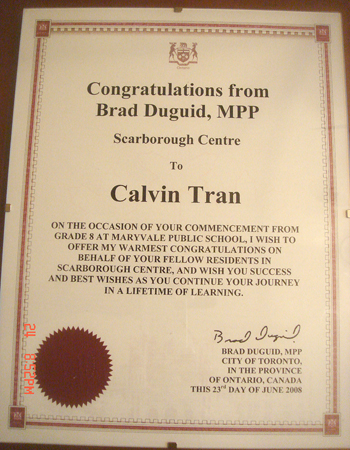 Congratulations from
Brad Duguid, MPP
Scarborough Centre
To
Calvin Tran
ON THE OCCASION OF YOUR COMMENCEMENT FROM
GRADE 8 AT MARYVALE PUBLIC SCHOOL, I WISH TO
OFFER MY WARMEST CONGRATULATIONS ON
BEHALF OF YOUR FELLOW RESIDENTS IN
SCARBOROUGH CENTRE, AND WISH YOU SUCCESS
AND BEST WISHES AS YOU CONTINUE YOUR JOURNEY
IN A LIFETIME OF LEARNING.
Brad Duguid
BRAD DUGUID, MPP
CITY OF TORONTO,
IN THE PROVINCE
OF ONTARIO, CANADA
THIS 23rd DAY OF JUNE 2008
24 8:52PM